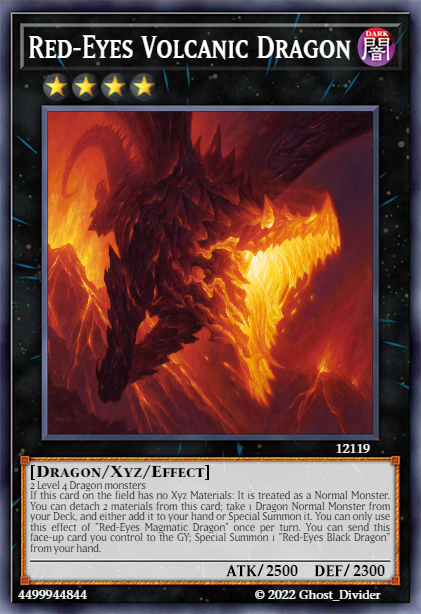 RED-EYES VOLCANIC DRAGON
DARK
闇
12119
[DRAGON/XYZ/EFFECT]
2 Level 4 Dragon monsters
If this card on the field has no Xyz Materials: It is treated as a Normal Monster.
You can detach 2 materials from this card; take 1 Dragon Normal Monster from
your Deck, and either add it to your hand or Special Summon it. You can only use
this effect of "Red-Eyes Magmatic Dragon" once per turn. You can send this
face-up card you control to the GY; Special Summon 1 "Red-Eyes Black Dragon"
from your hand.
ATK/2500 DEF/2300
4499944844 © 2022 Ghost_Divider